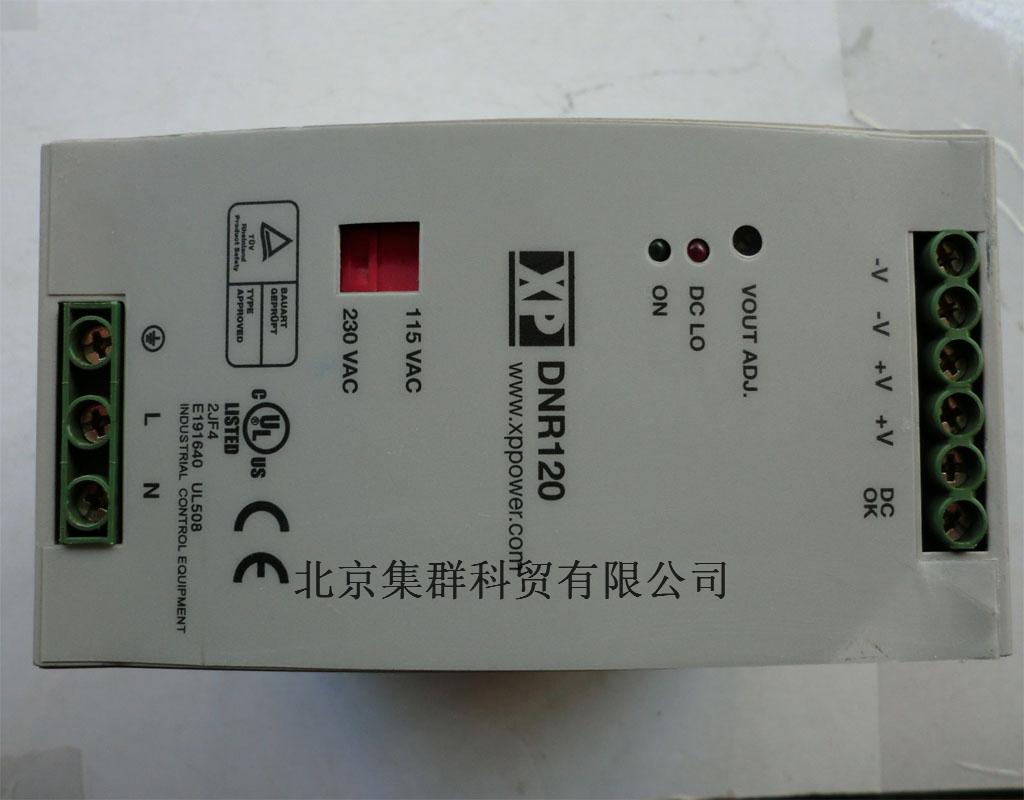 TÜV
Rheinland
Product Safety
BAUART
GEPRÜFT
TYPE
APPROVED
230 VAC
115 VAC
L
N
C UL® US
LISTED
2JF4
E191640 UL508
INDUSTRIAL CONTROL EQUIPMENT
CE
XP
DNR120
www.xppower.com
ON
DC LO
VOUT ADJ.
-V
-V
+V
+V
DC
OK
北京集群科贸有限公司